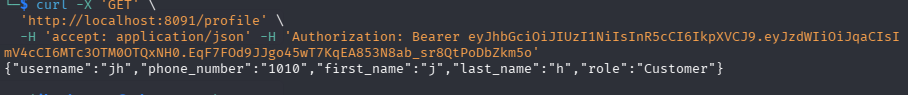 └─$ curl -X 'GET' \
'http://localhost:8091/profile' \
-H 'accept: application/json' -H 'Authorization: Bearer eyJhbGciOiJIUzI1NiIsInR5cCI6IkpXVCJ9.eyJzdWIiOiJqaCIsI
mV4cCI6MTc3OTM0OTQxNH0.EqF7FOd9JJgo45wT7KqEA853N8ab_sr8QtPoDbZkm5o'
{"username":"jh","phone_number":"1010","first_name":"j","last_name":"h","role":"Customer"}